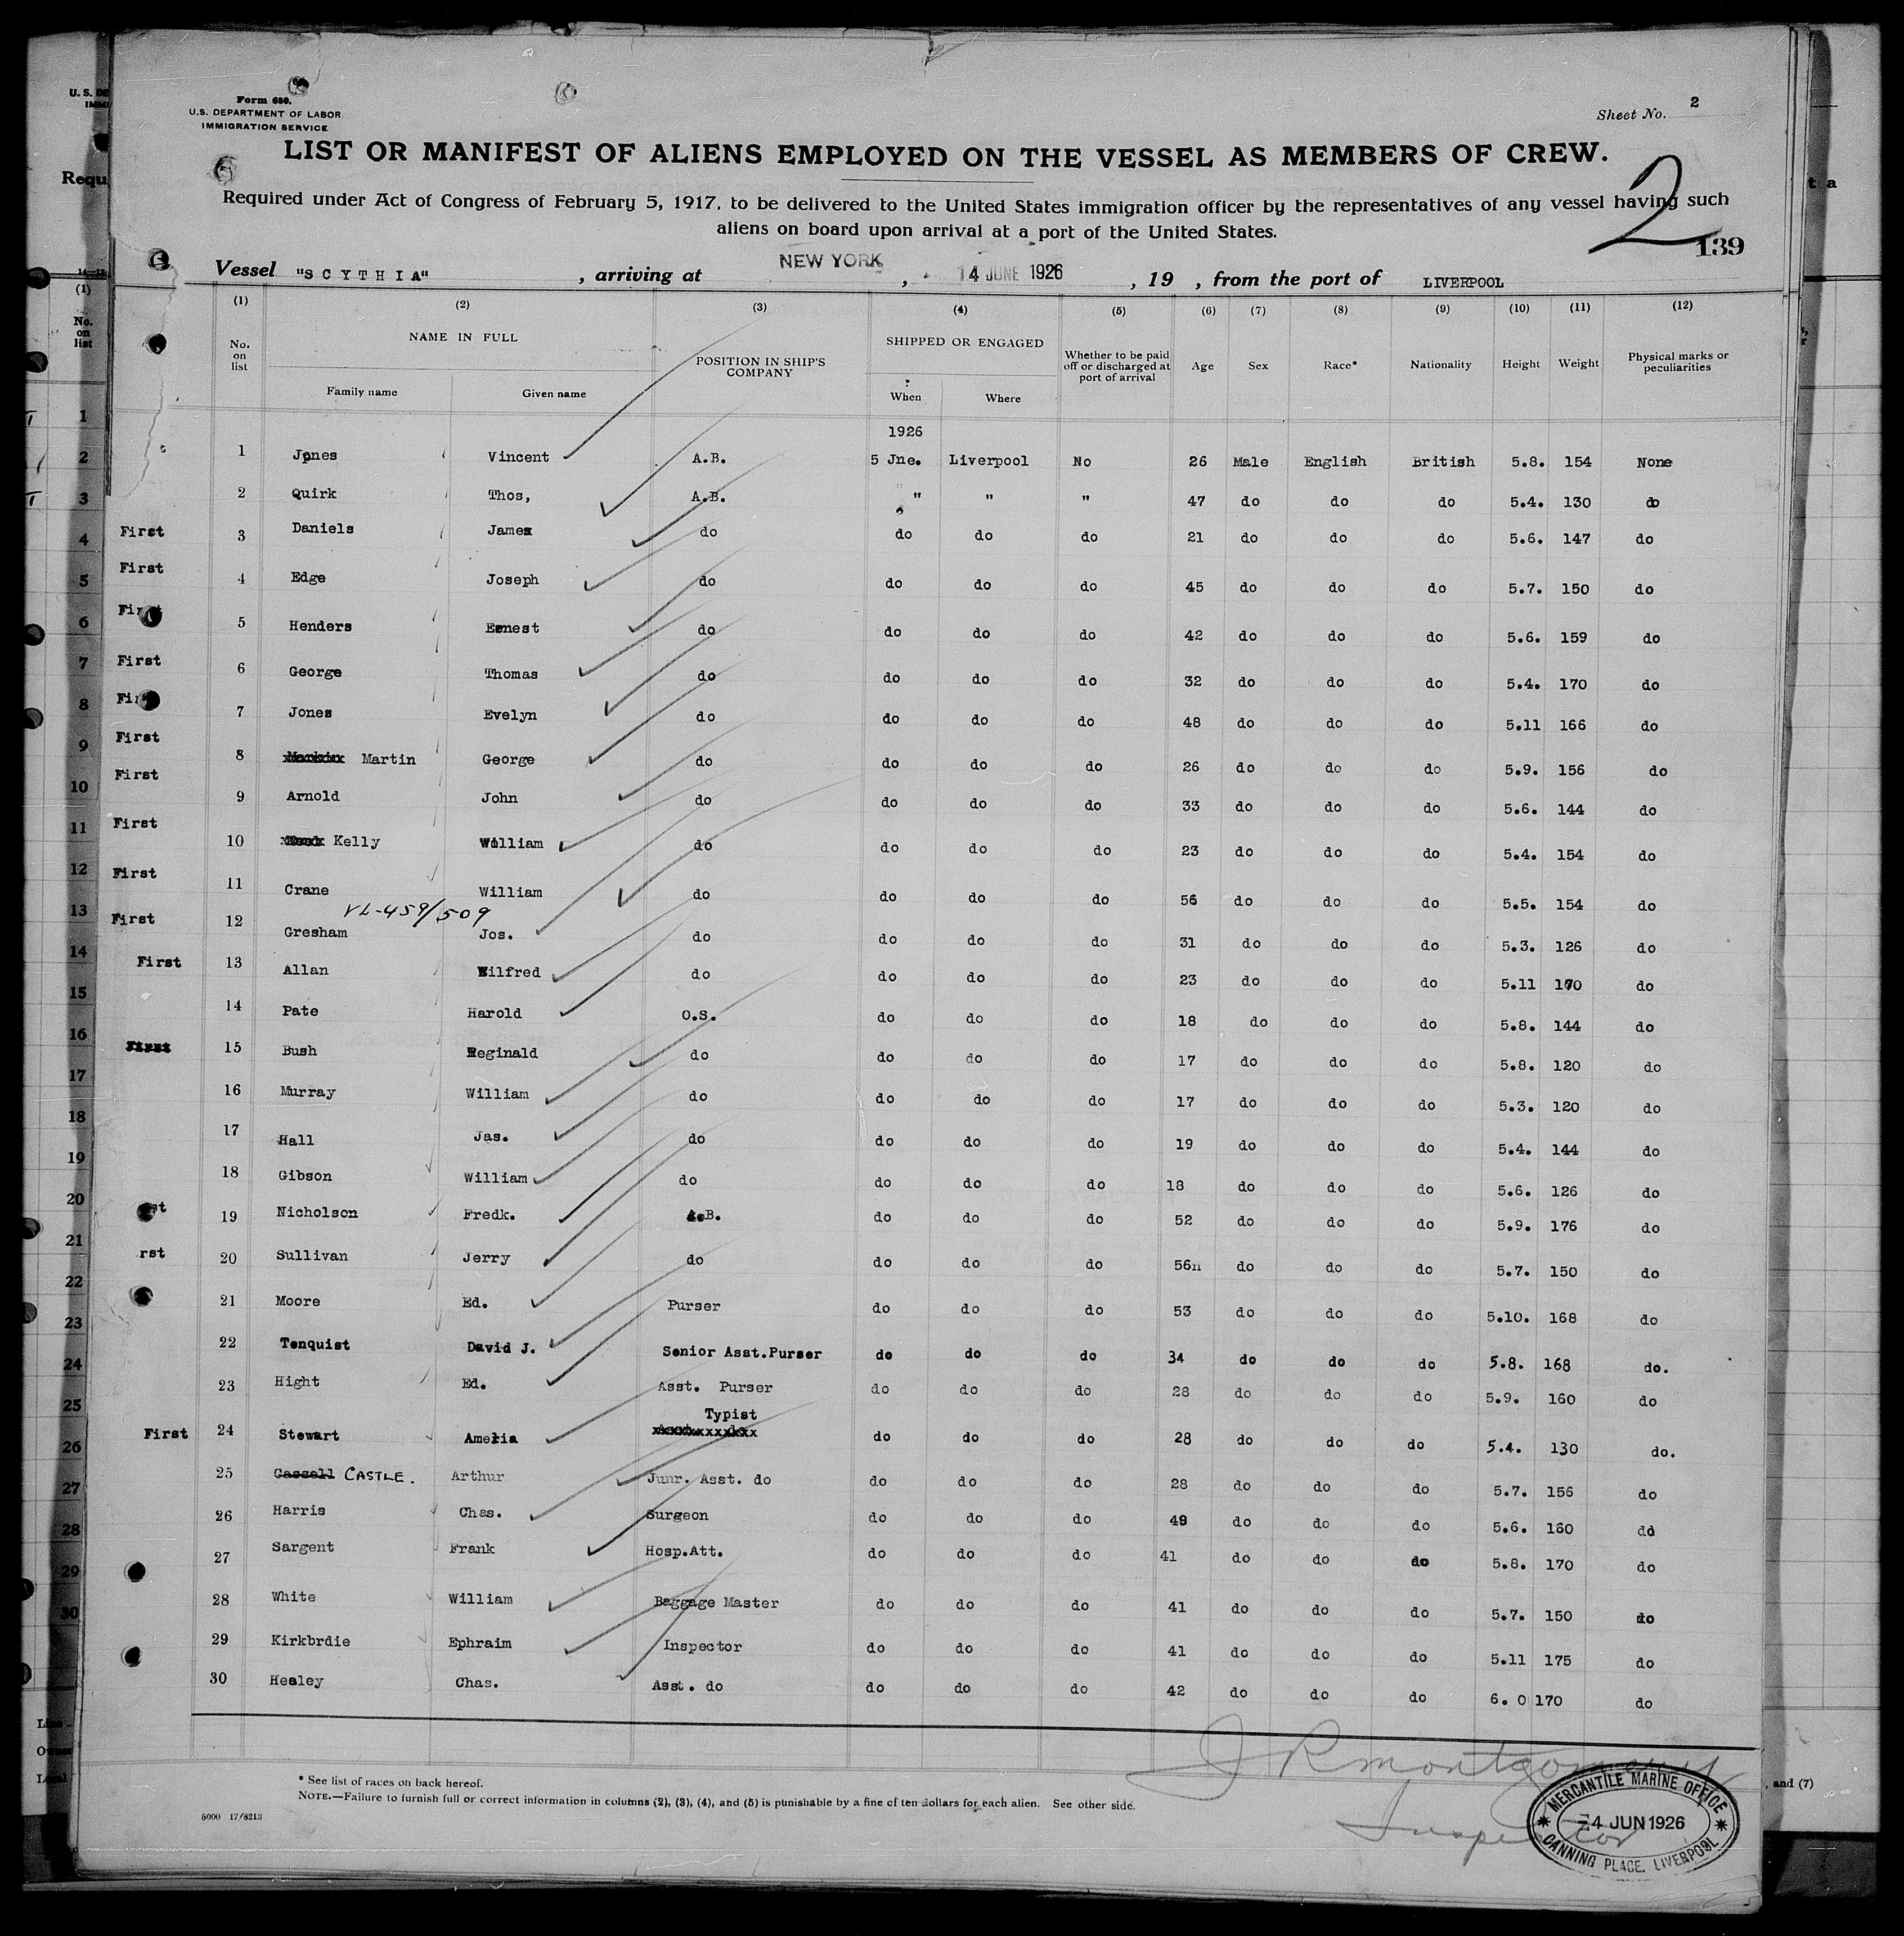 Form 680.
U.S. DEPARTMENT OF LABOR
IMMIGRATION SERVICE
Sheet No. 2
LIST OR MANIFEST OF ALIENS EMPLOYED ON THE VESSEL AS MEMBERS OF CREW.
2
Required under Act of Congress of February 5, 1917, to be delivered to the United States immigration officer by the representatives of any vessel having such
aliens on board upon arrival at a port of the United States.
139
Vessel "SCYTHIA", arriving at NEW YORK, 14 JUNE 1926, 19 , from the port of LIVERPOOL
(1) (2) (3) (4) (5) (6) (7) (8) (9) (10) (11) (12)
No. on list NAME IN FULL Family name Given name POSITION IN SHIP'S COMPANY SHIPPED OR ENGAGED When Where Whether to be paid off or discharged at port of arrival Age Sex Race* Nationality Height Weight Physical marks or peculiarities
1926
1 Jones Vincent A.B. 5 Jne. Liverpool No 26 Male English British 5.8. 154 None
2 Quirk Thos, A.B. " " " 47 do do do 5.4. 130 do
First 3 Daniels James do do do do 21 do do do 5.6. 147 do
First 4 Edge Joseph do do do do 45 do do do 5.7. 150 do
First 5 Henders Ernest do do do do 42 do do do 5.6. 159 do
First 6 George Thomas do do do do 32 do do do 5.4. 170 do
First 7 Jones Evelyn do do do do 48 do do do 5.11 166 do
First 8 Martin George do do do do 26 do do do 5.9. 156 do
First 9 Arnold John do do do do 33 do do do 5.6. 144 do
First 10 Kelly William do do do do 23 do do do 5.4. 154 do
First 11 Crane William do do do do 56 do do do 5.5. 154 do
VL-459/509
First 12 Gresham Jos. do do do do 31 do do do 5.3. 126 do
First 13 Allan Wilfred do do do do 23 do do do 5.11 170 do
14 Pate Harold O.S. do do do 18 do do do 5.8. 144 do
First 15 Bush Reginald do do do do 17 do do do 5.8. 120 do
16 Murray William do do do do 17 do do do 5.3. 120 do
17 Hall Jas. do do do do 19 do do do 5.4. 144 do
18 Gibson William do do do do 18 do do do 5.6. 126 do
st 19 Nicholson Fredk. A.B. do do do 52 do do do 5.9. 176 do
rst 20 Sullivan Jerry do do do do 56 do do do 5.7. 150 do
21 Moore Ed. Purser do do do 53 do do do 5.10. 168 do
22 Tenquist David J. Senior Asst.Purser do do do 34 do do do 5.8. 168 do.
23 Hight Ed. Asst. Purser do do do 28 do do do 5.9. 160 do
First 24 Stewart Amelia Typist do do do 28 do do do 5.4. 130 do.
25 Cassell CASTLE. Arthur Junr. Asst. do do do do 28 do do do 5.7. 156 do
26 Harris Chas. Surgeon do do do 49 do do do 5.6. 160 do
27 Sargent Frank Hosp.Att. do do do 41 do do do 5.8. 170 do
28 White William Baggage Master do do do 41 do do do 5.7. 150 do
29 Kirkbrdie Ephraim Inspector do do do 41 do do do 5.11 175 do
30 Healey Chas. Asst. do do do do 42 do do do 6. 0 170 do
J R Montgomery
Inspector
* See list of races on back hereof.
NOTE.—Failure to furnish full or correct information in columns (2), (3), (4), and (5) is punishable by a fine of ten dollars for each alien. See other side.
5000 17/8213
MERCANTILE MARINE OFFICE
-4 JUN 1926
CANNING PLACE, LIVERPOOL
, and (7)